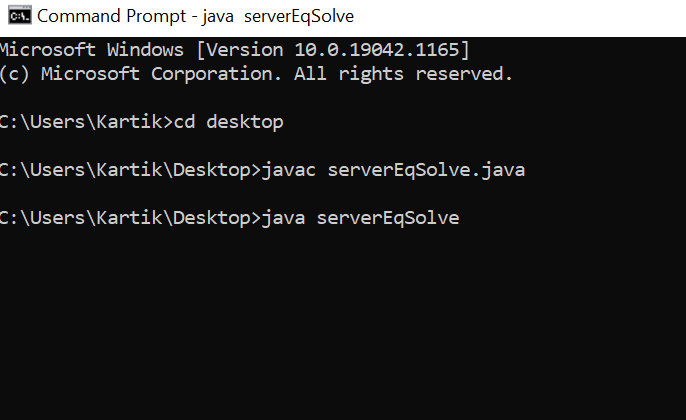 Command Prompt - java  serverEqSolve
Microsoft Windows [Version 10.0.19042.1165]
(c) Microsoft Corporation. All rights reserved.
C:\Users\Kartik>cd desktop
C:\Users\Kartik\Desktop>javac serverEqSolve.java
C:\Users\Kartik\Desktop>java serverEqSolve